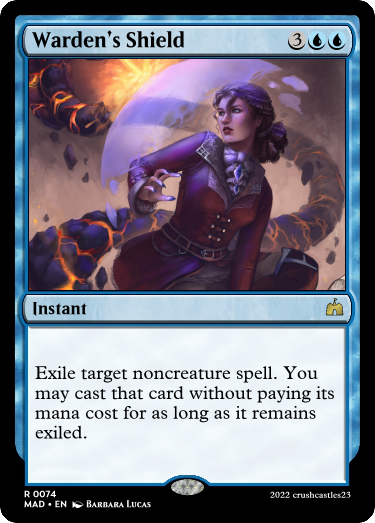 Warden's Shield 3
Instant
Exile target noncreature spell. You
may cast that card without paying its
mana cost for as long as it remains
exiled.
R 0074
MAD • EN Barbara Lucas
2022 crushcastles23